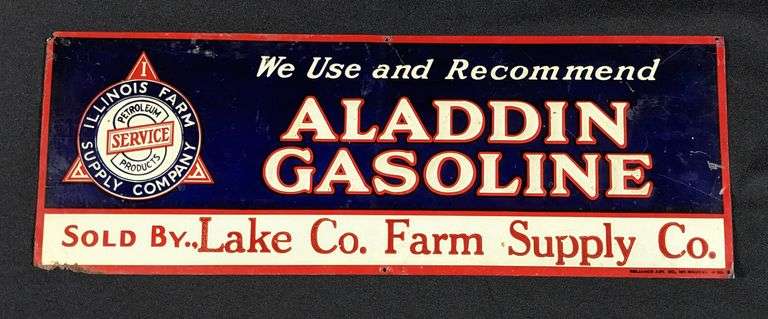 I
ILLINOIS FARM
PETROLEUM
SERVICE
PRODUCTS
SUPPLY COMPANY
We Use and Recommend
ALADDIN
GASOLINE
SOLD BY.. Lake Co. Farm Supply Co.